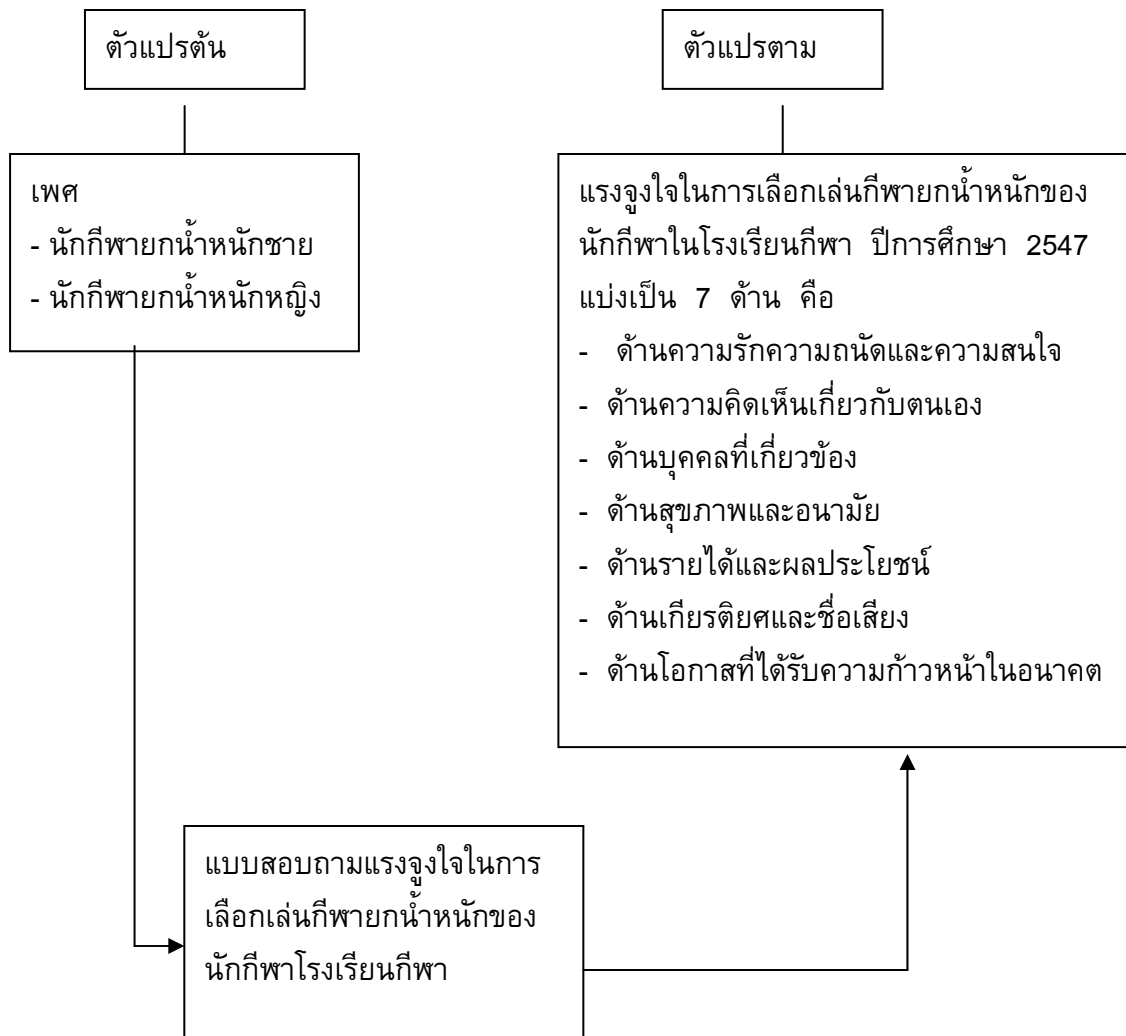 ตัวแปรต้น
ตัวแปรตาม
เพศ
- นักกีฬายกน้ำหนักชาย
- นักกีฬายกน้ำหนักหญิง
แรงจูงใจในการเลือกเล่นกีฬายกน้ำหนักของ
นักกีฬาในโรงเรียนกีฬา ปีการศึกษา 2547
แบ่งเป็น 7 ด้าน คือ
- ด้านความรักความถนัดและความสนใจ
- ด้านความคิดเห็นเกี่ยวกับตนเอง
- ด้านบุคคลที่เกี่ยวข้อง
- ด้านสุขภาพและอนามัย
- ด้านรายได้และผลประโยชน์
- ด้านเกียรติยศและชื่อเสียง
- ด้านโอกาสที่ได้รับความก้าวหน้าในอนาคต
แบบสอบถามแรงจูงใจในการ
เลือกเล่นกีฬายกน้ำหนักของ
นักกีฬาโรงเรียนกีฬา